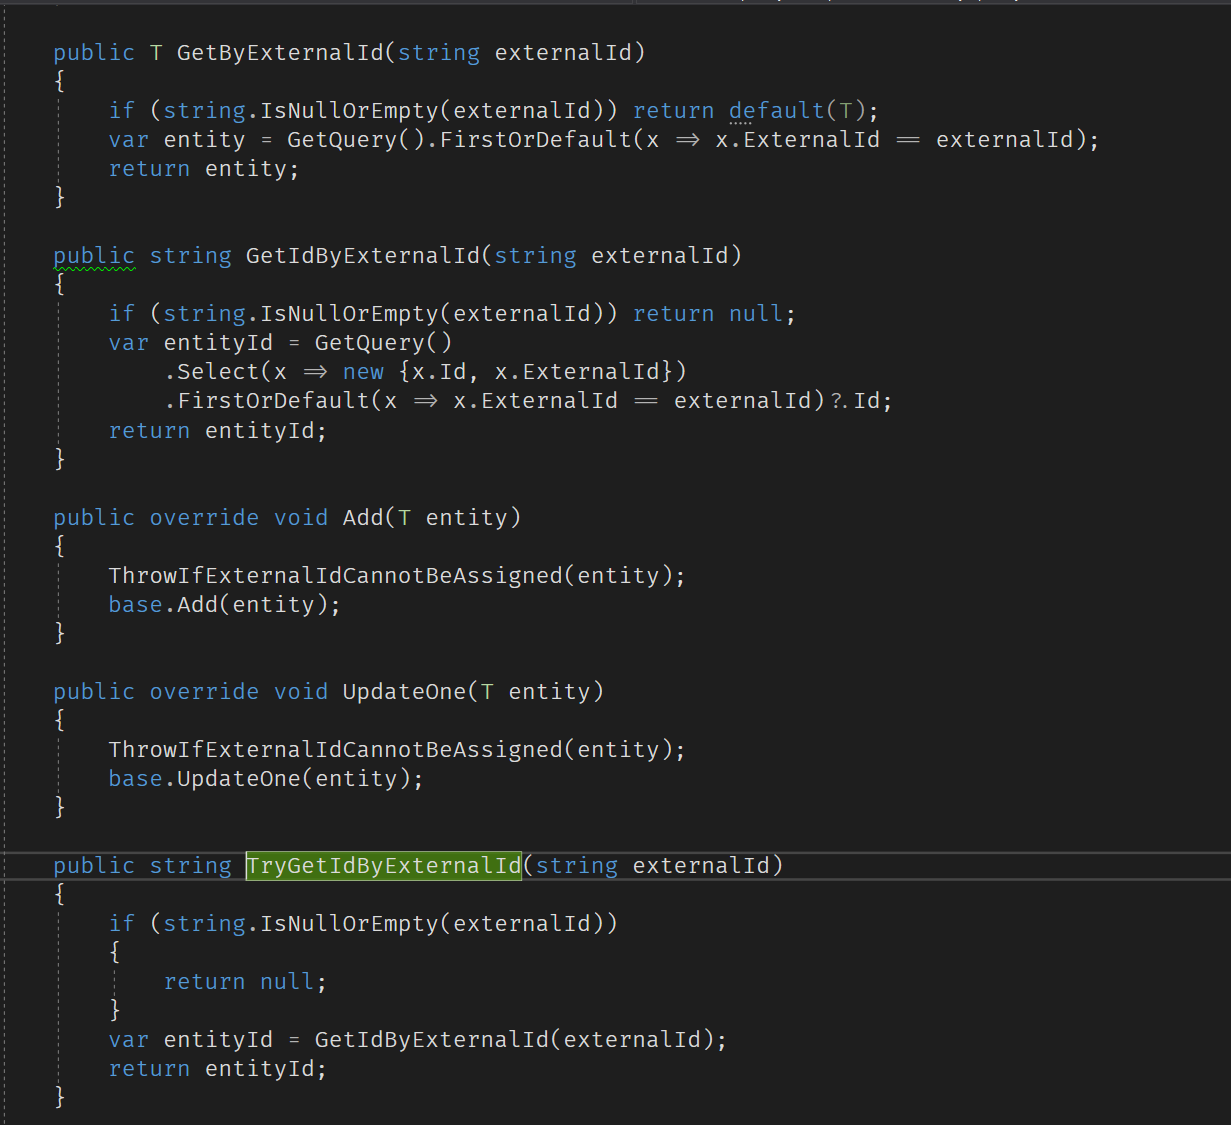 public T GetByExternalId(string externalId)
{
    if (string.IsNullOrEmpty(externalId)) return default(T);
    var entity = GetQuery().FirstOrDefault(x => x.ExternalId == externalId);
    return entity;
}
public string GetIdByExternalId(string externalId)
{
    if (string.IsNullOrEmpty(externalId)) return null;
    var entityId = GetQuery()
        .Select(x => new {x.Id, x.ExternalId})
        .FirstOrDefault(x => x.ExternalId == externalId)?.Id;
    return entityId;
}
public override void Add(T entity)
{
    ThrowIfExternalIdCannotBeAssigned(entity);
    base.Add(entity);
}
public override void UpdateOne(T entity)
{
    ThrowIfExternalIdCannotBeAssigned(entity);
    base.UpdateOne(entity);
}
public string TryGetIdByExternalId(string externalId)
{
    if (string.IsNullOrEmpty(externalId))
    {
        return null;
    }
    var entityId = GetIdByExternalId(externalId);
    return entityId;
}